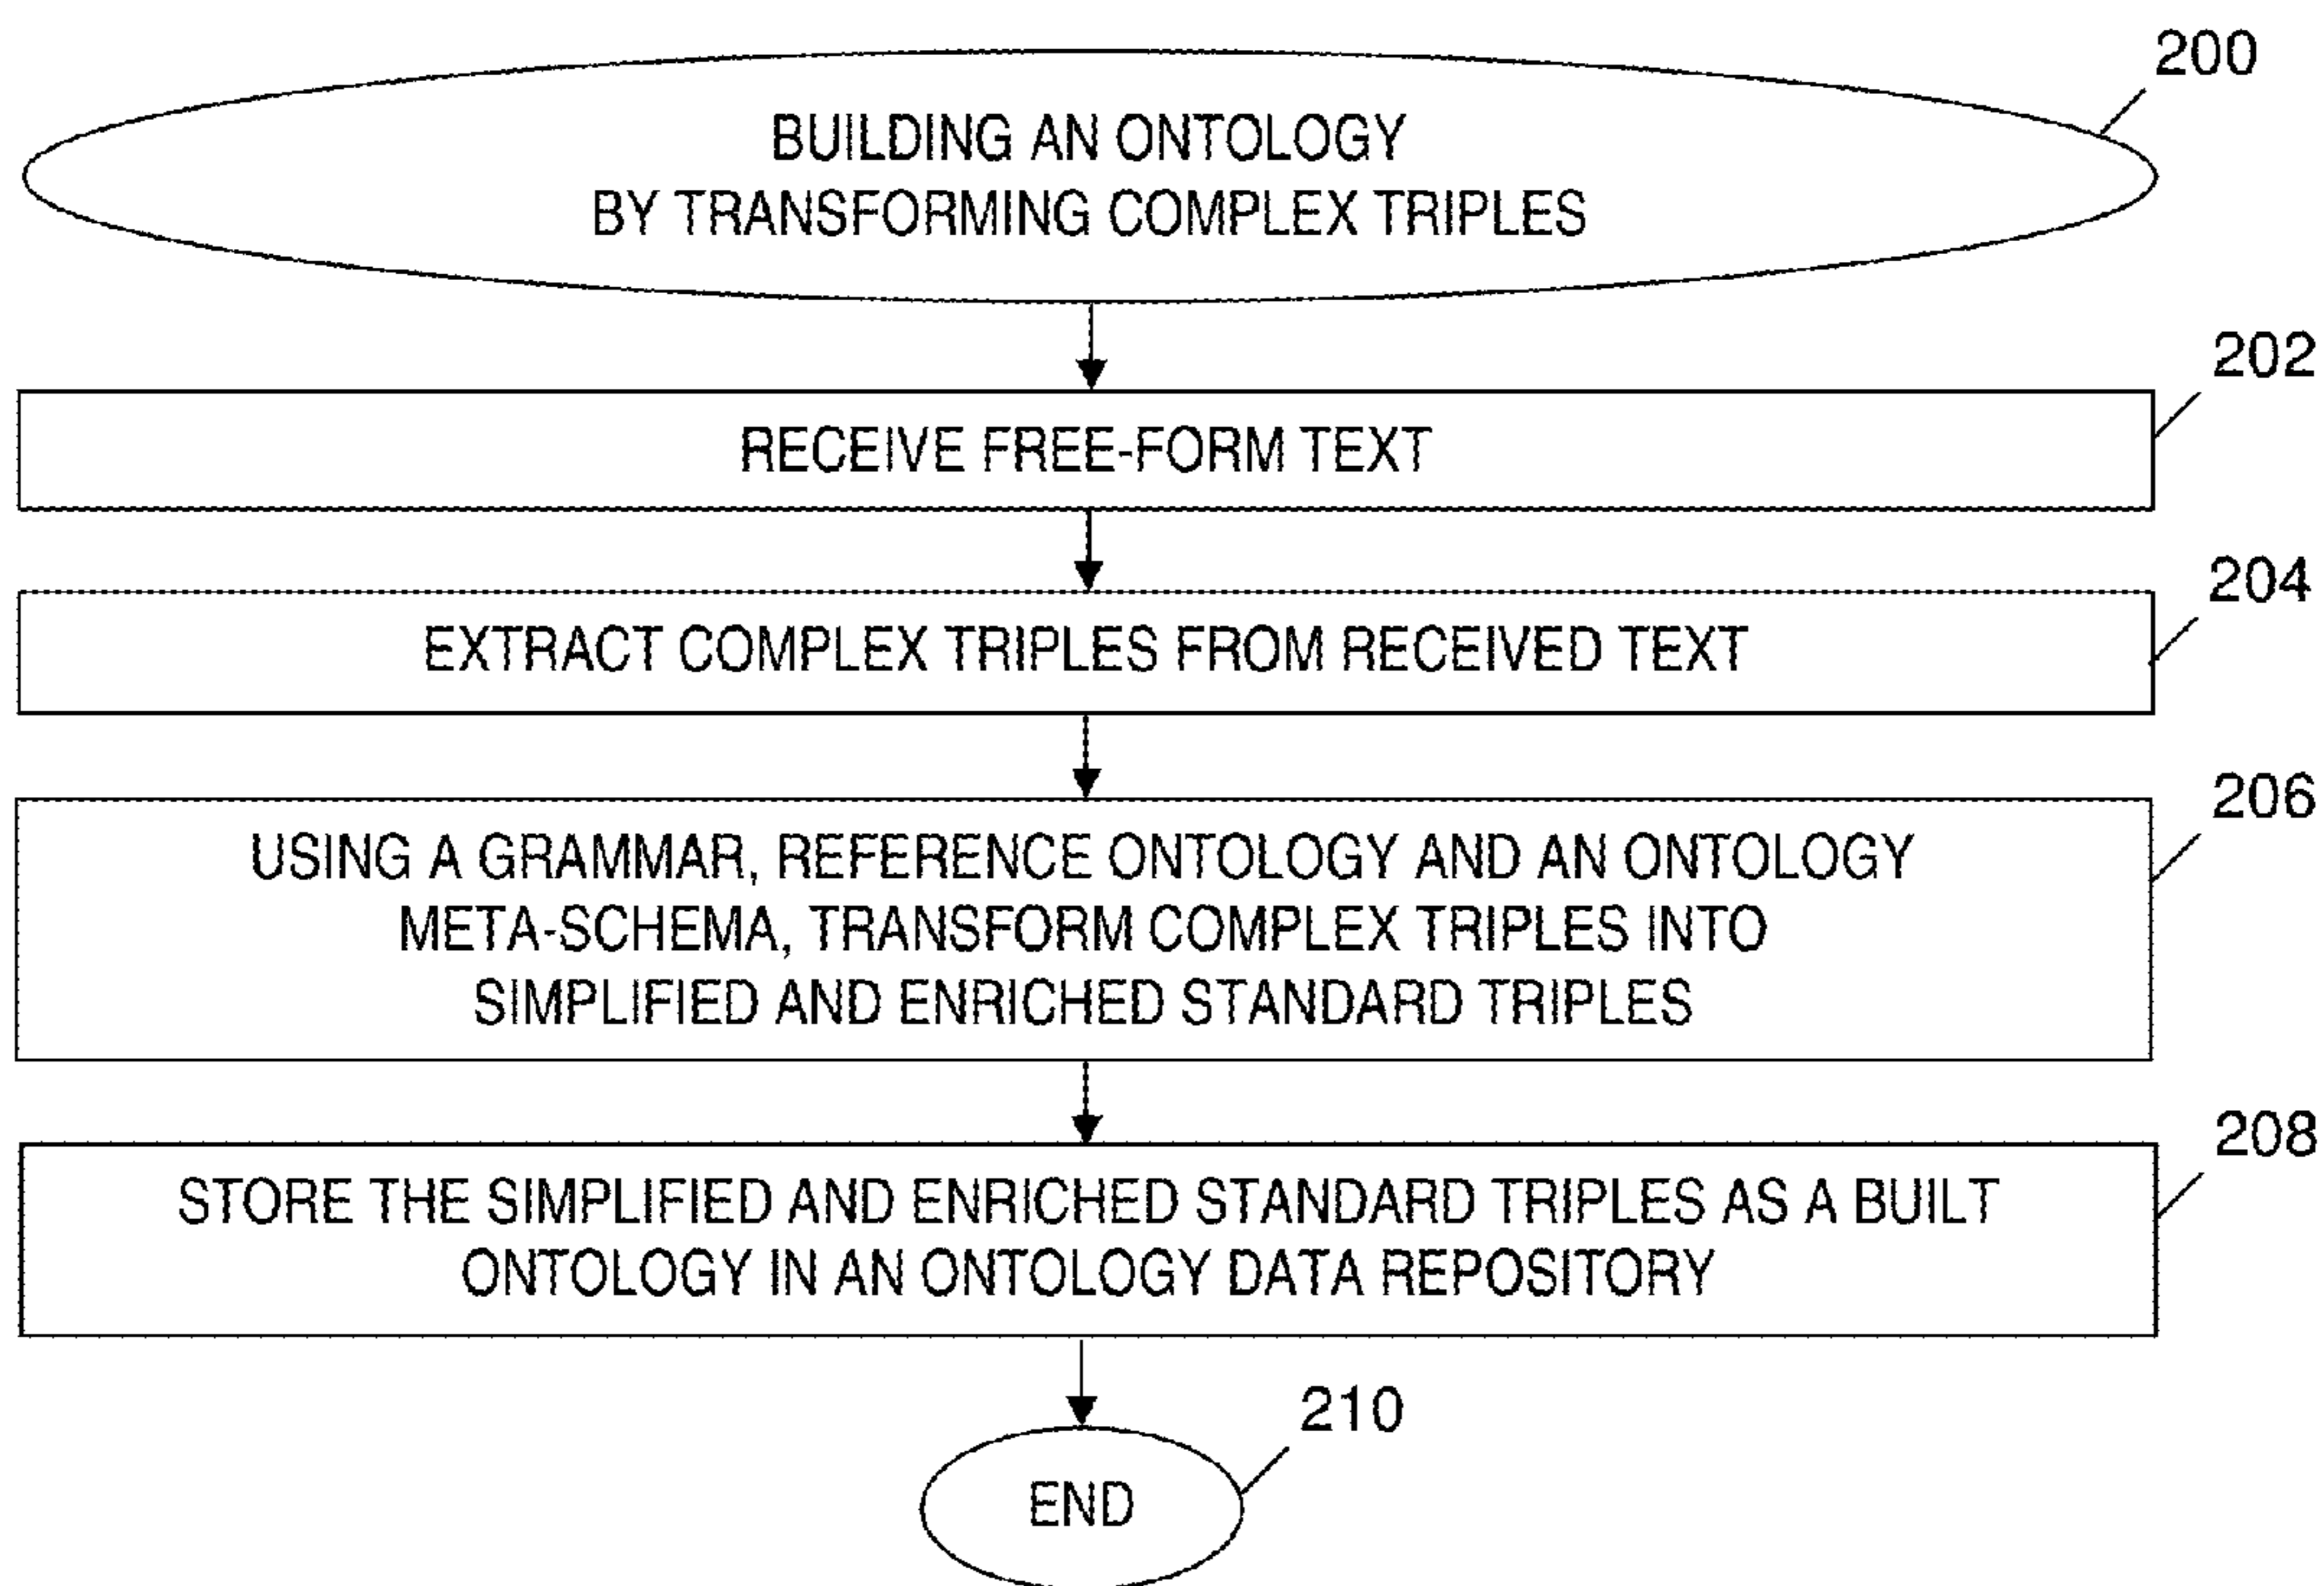 200
BUILDING AN ONTOLOGY
BY TRANSFORMING COMPLEX TRIPLES
202
RECEIVE FREE-FORM TEXT
204
EXTRACT COMPLEX TRIPLES FROM RECEIVED TEXT
206
USING A GRAMMAR, REFERENCE ONTOLOGY AND AN ONTOLOGY
META-SCHEMA, TRANSFORM COMPLEX TRIPLES INTO
SIMPLIFIED AND ENRICHED STANDARD TRIPLES
208
STORE THE SIMPLIFIED AND ENRICHED STANDARD TRIPLES AS A BUILT
ONTOLOGY IN AN ONTOLOGY DATA REPOSITORY
210
END